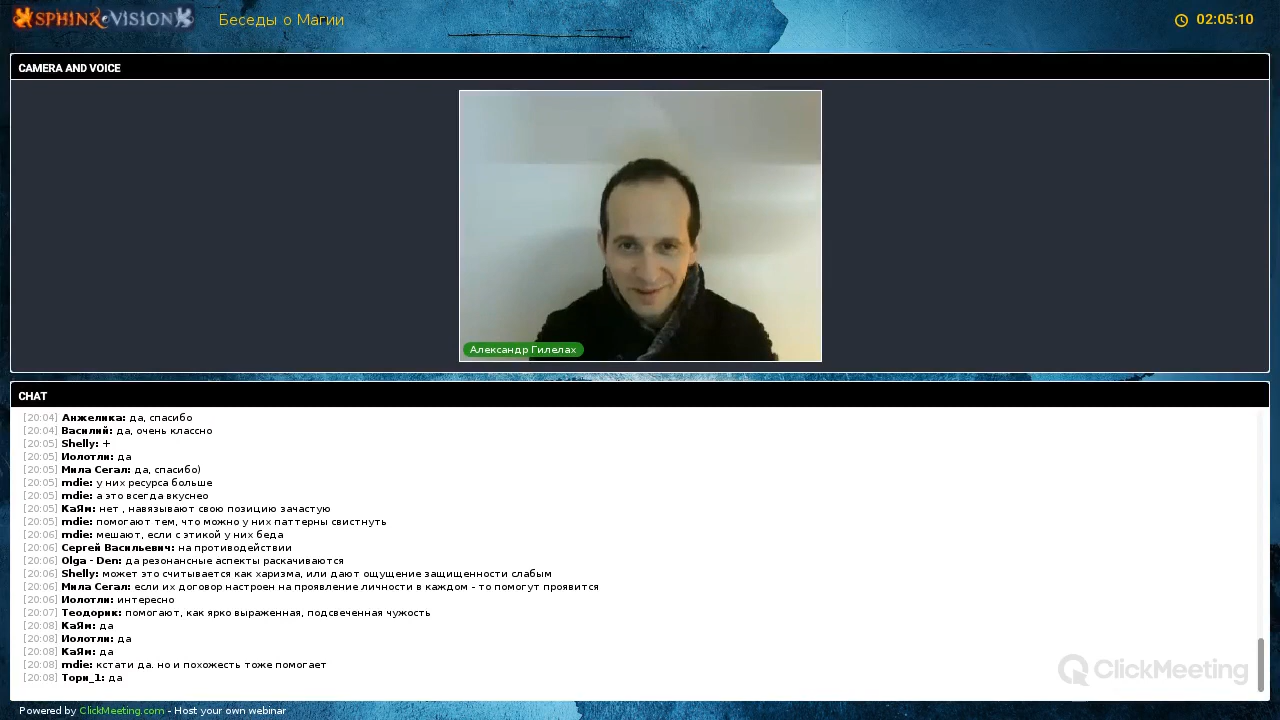 SPHINX VISION
Беседы о Магии
02:05:10
CAMERA AND VOICE
Александр Гилелах
CHAT
[20:04] Анжелика: да, спасибо
[20:04] Василий: да, очень классно
[20:05] Shelly: +
[20:05] Иолотли: да
[20:05] Мила Сегал: да, спасибо)
[20:05] mdie: у них ресурса больше
[20:05] mdie: а это всегда вкуснео
[20:05] КаЯм: нет , навязывают свою позицию зачастую
[20:05] mdie: помогают тем, что можно у них паттерны свистнуть
[20:06] mdie: мешают, если с этикой у них беда
[20:06] Сергей Васильевич: на противодействии
[20:06] Olga - Den: да резонансные аспекты раскачиваются
[20:06] Shelly: может это считывается как харизма, или дают ощущение защищенности слабым
[20:06] Мила Сегал: если их договор настроен на проявление личности в каждом - то помогут проявится
[20:06] Иолотли: интересно
[20:07] Теодорик: помогают, как ярко выраженная, подсвеченная чужость
[20:08] КаЯм: да
[20:08] Иолотли: да
[20:08] КаЯм: да
[20:08] mdie: кстати да. но и похожесть тоже помогает
[20:08] Тори_1: да
ClickMeeting
Powered by ClickMeeting.com - Host your own webinar